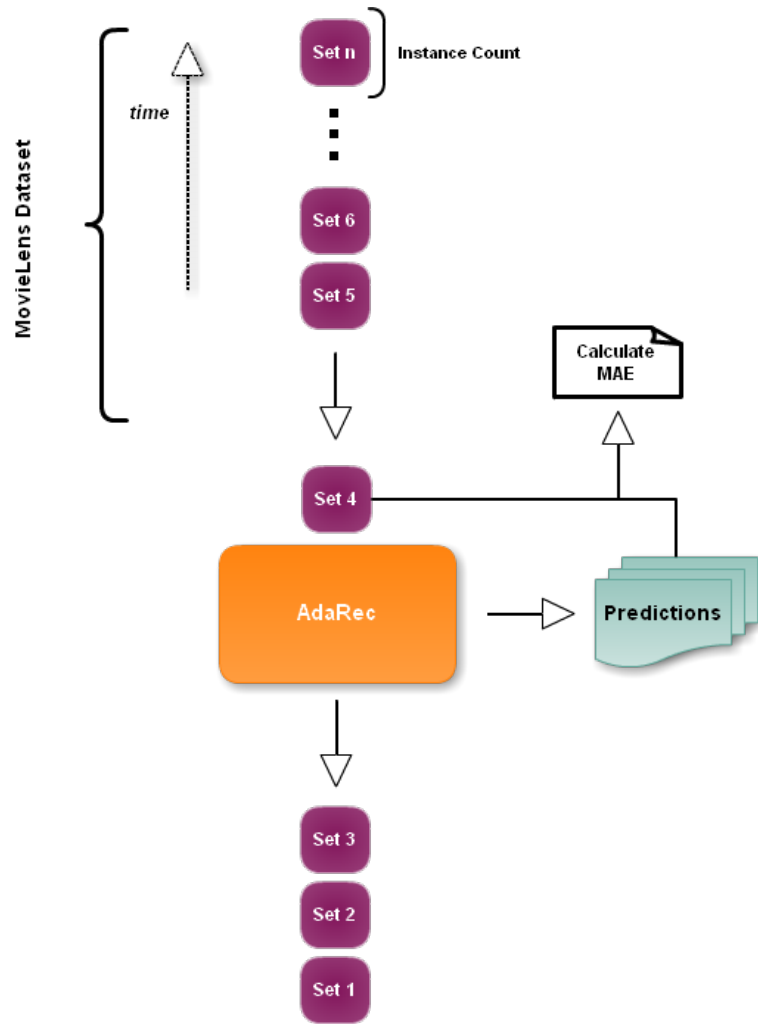 Set n
Instance Count
time
MovieLens Dataset
Set 6
Set 5
Calculate
MAE
Set 4
AdaRec
Predictions
Set 3
Set 2
Set 1